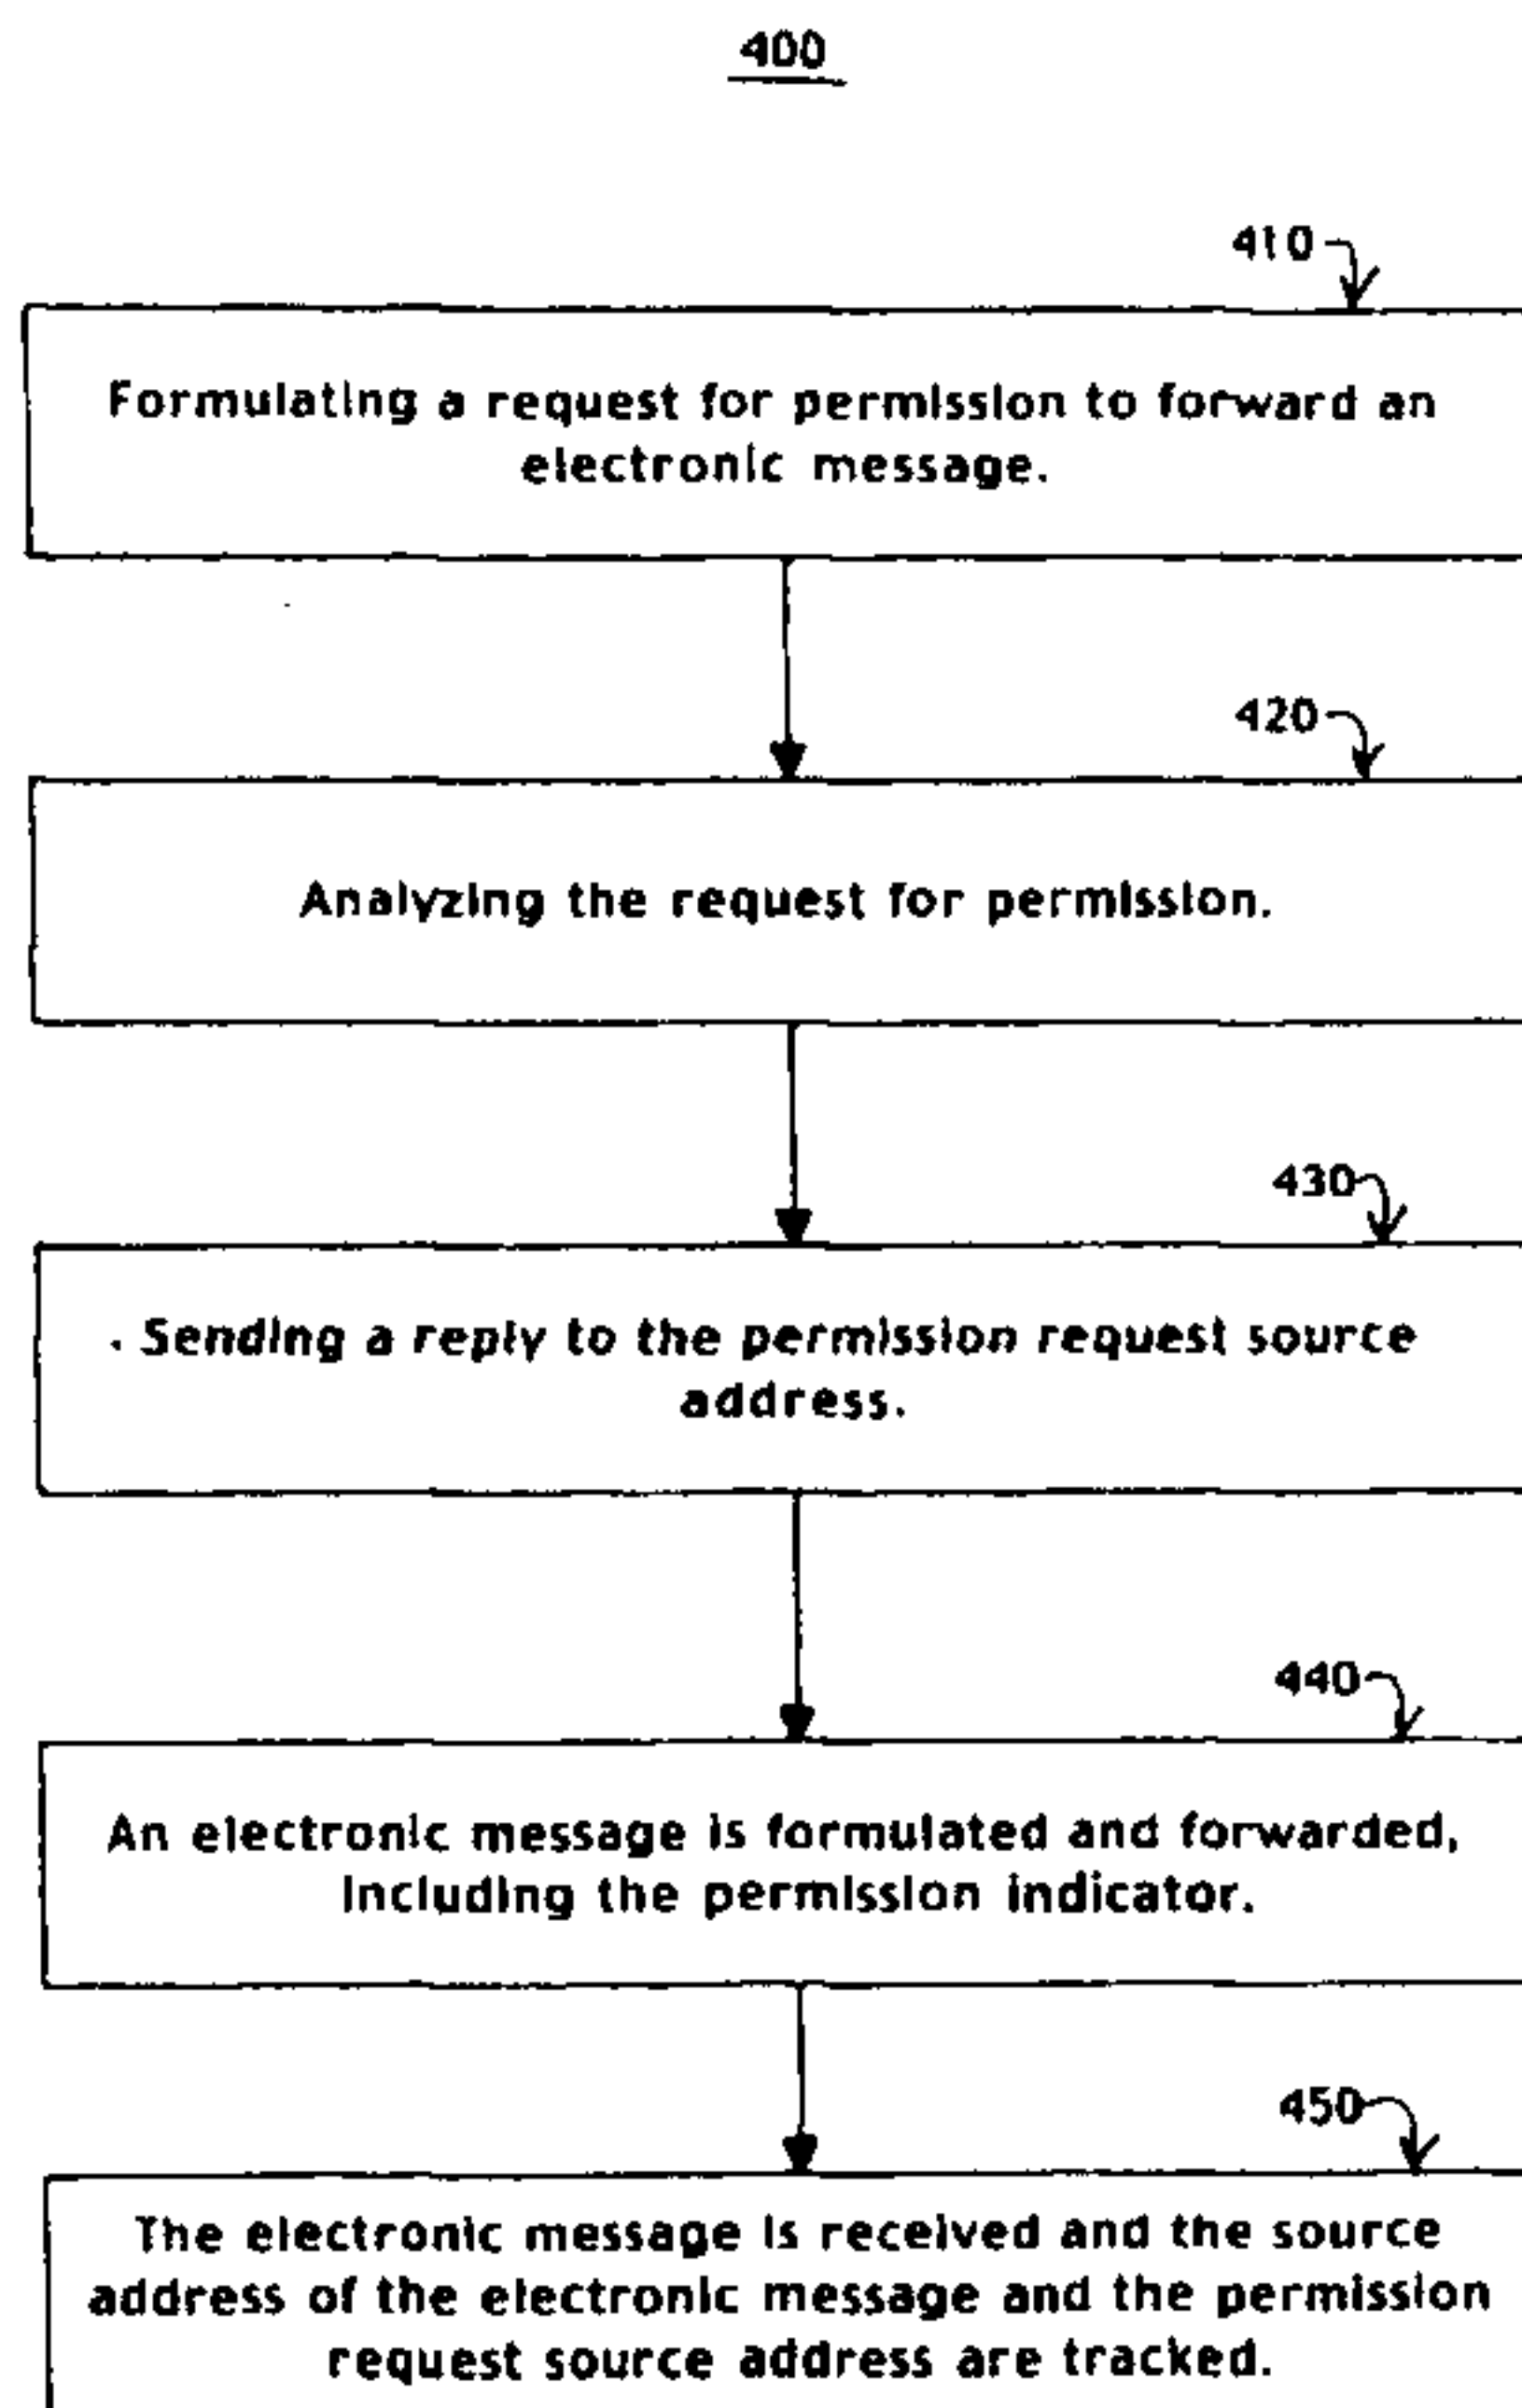 400
410
Formulating a request for permission to forward an
electronic message.
420
Analyzing the request for permission.
430
Sending a reply to the permission request source
address.
440
An electronic message is formulated and forwarded,
including the permission indicator.
450
The electronic message is received and the source
address of the electronic message and the permission
request source address are tracked.